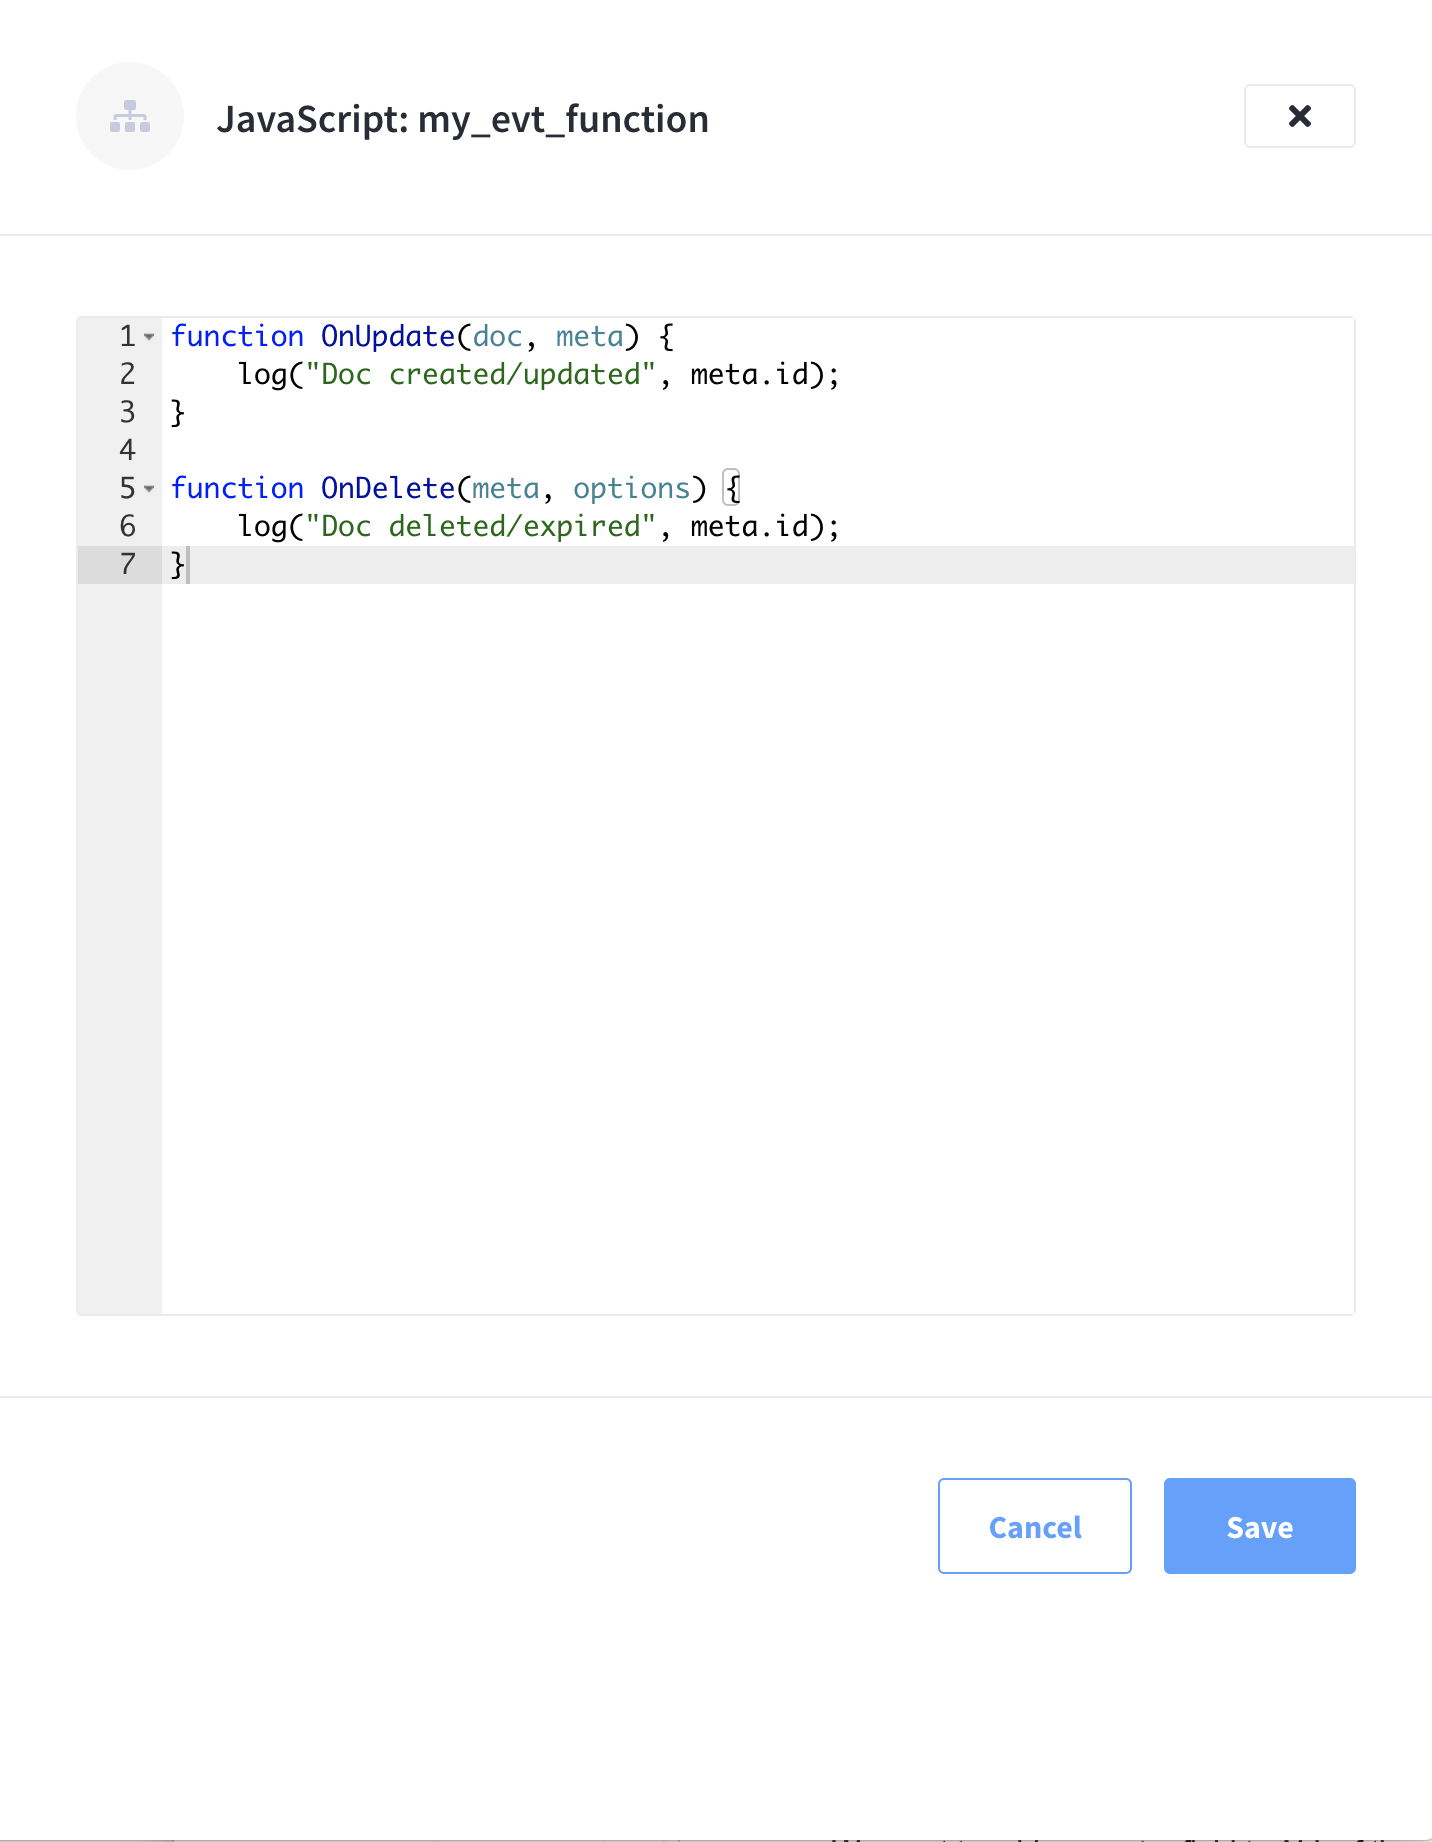 JavaScript: my_evt_function
1 function OnUpdate(doc, meta) {
2     log("Doc created/updated", meta.id);
3 }
4
5 function OnDelete(meta, options) {
6     log("Doc deleted/expired", meta.id);
7 }
Cancel Save